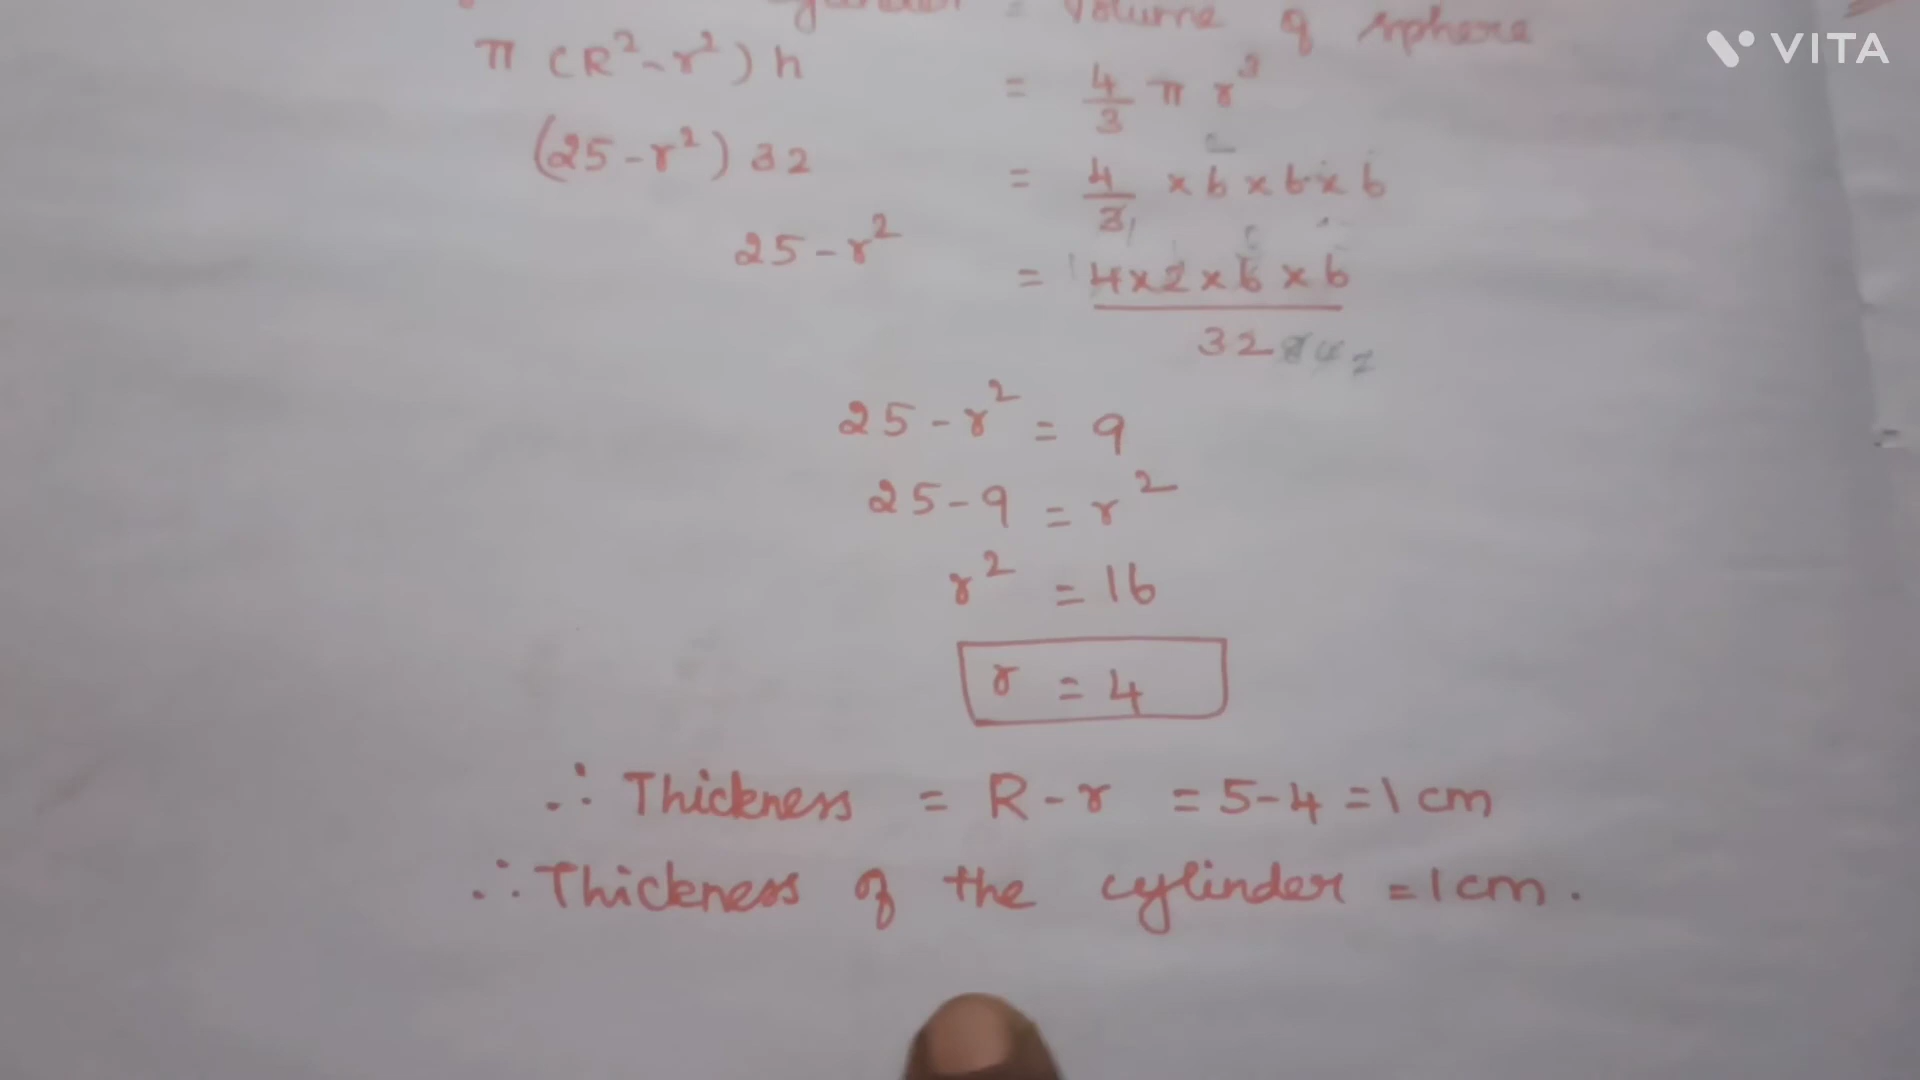 = Volume of sphere
VITA
π (R²-r²) h = 4/3 π r³
(25-r²) 32 = 4/3 × 6 × 6 × 6
25-r² = 4×2×6×6 / 32
25-r² = 9
25-9 = r²
r² = 16
r = 4
∴ Thickness = R-r = 5-4 = 1 cm
∴ Thickness of the cylinder = 1 cm.